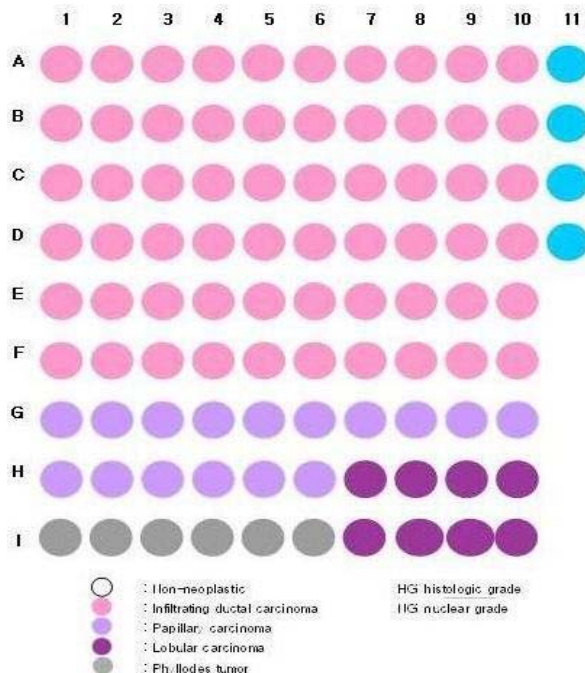 1 2 3 4 5 6 7 8 9 10 11
A
B
C
D
E
F
G
H
I
: Non-neoplastic
HG histologic grade
: Infiltrating ductal carcinoma
NG nuclear grade
: Papillary carcinoma
: Lobular carcinoma
: Phyllodes tumor